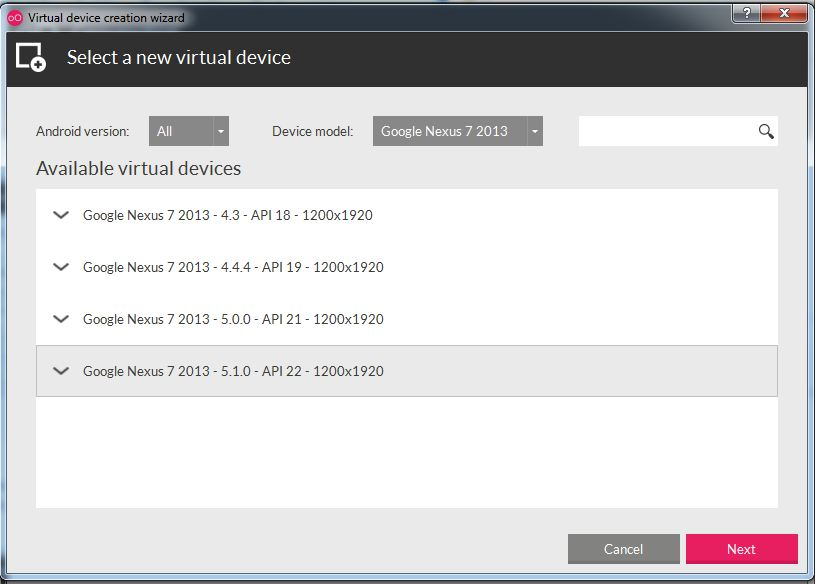 Virtual device creation wizard
Select a new virtual device
Android version: All Device model: Google Nexus 7 2013
Available virtual devices
Google Nexus 7 2013 - 4.3 - API 18 - 1200x1920
Google Nexus 7 2013 - 4.4.4 - API 19 - 1200x1920
Google Nexus 7 2013 - 5.0.0 - API 21 - 1200x1920
Google Nexus 7 2013 - 5.1.0 - API 22 - 1200x1920
Cancel Next